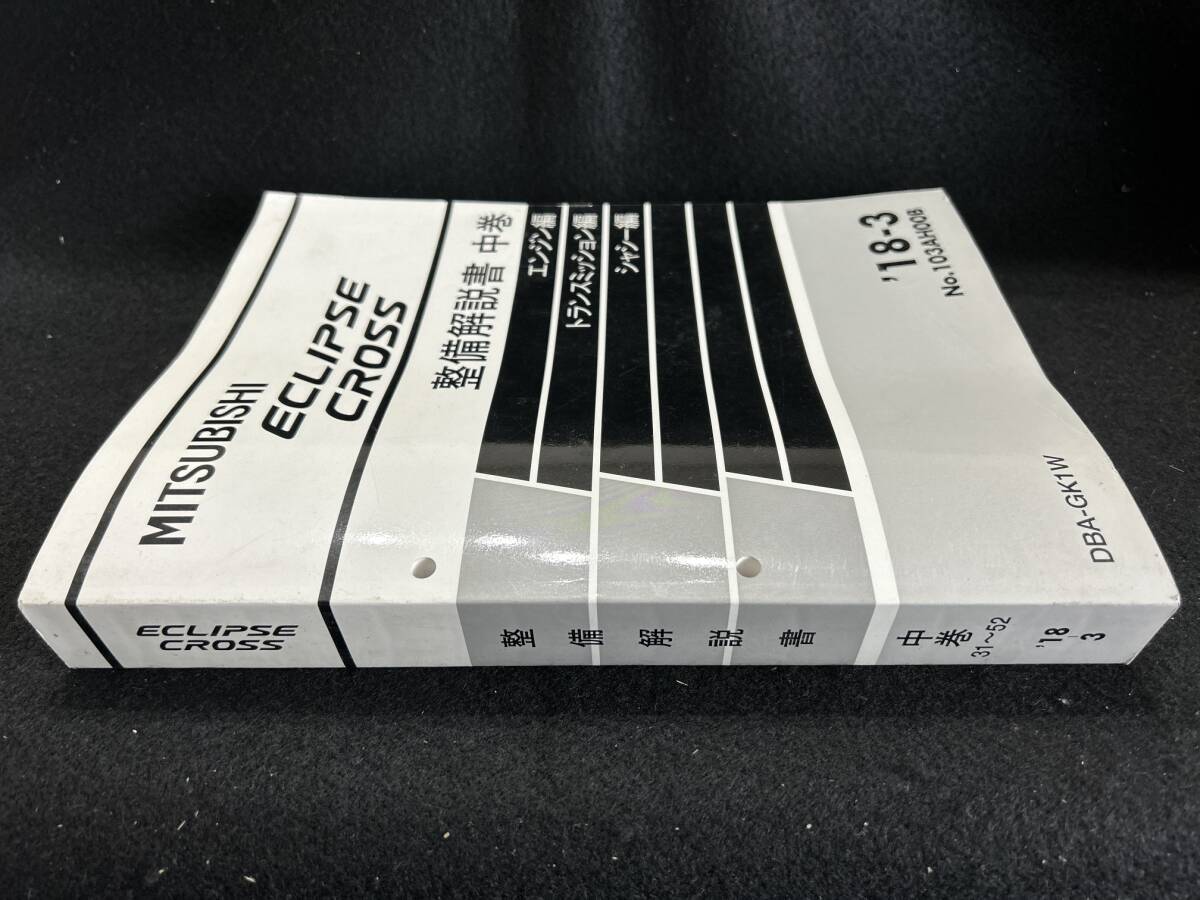 MITSUBISHI
ECLIPSE
CROSS
整備解説書 中巻
エンジン編
トランスミッション編
シャシー編
'18-3
No.103AH00B
DBA-GK1W
ECLIPSE
CROSS
整備解説書
中巻
31～52
'18-3